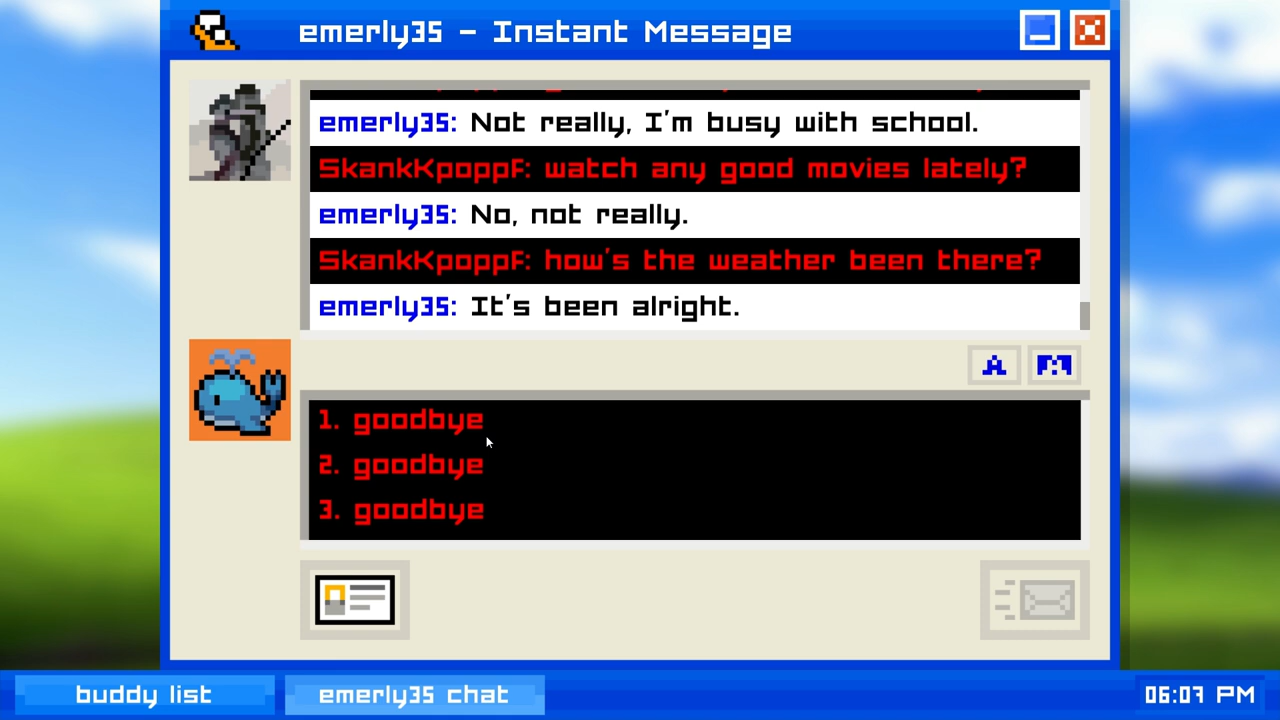 emerly35 - Instant Message
emerly35: Not really, I'm busy with school.
SkankKpoppF: watch any good movies lately?
emerly35: No, not really.
SkankKpoppF: how's the weather been there?
emerly35: It's been alright.
A
1. goodbye
2. goodbye
3. goodbye
buddy list
emerly35 chat
06:07 PM